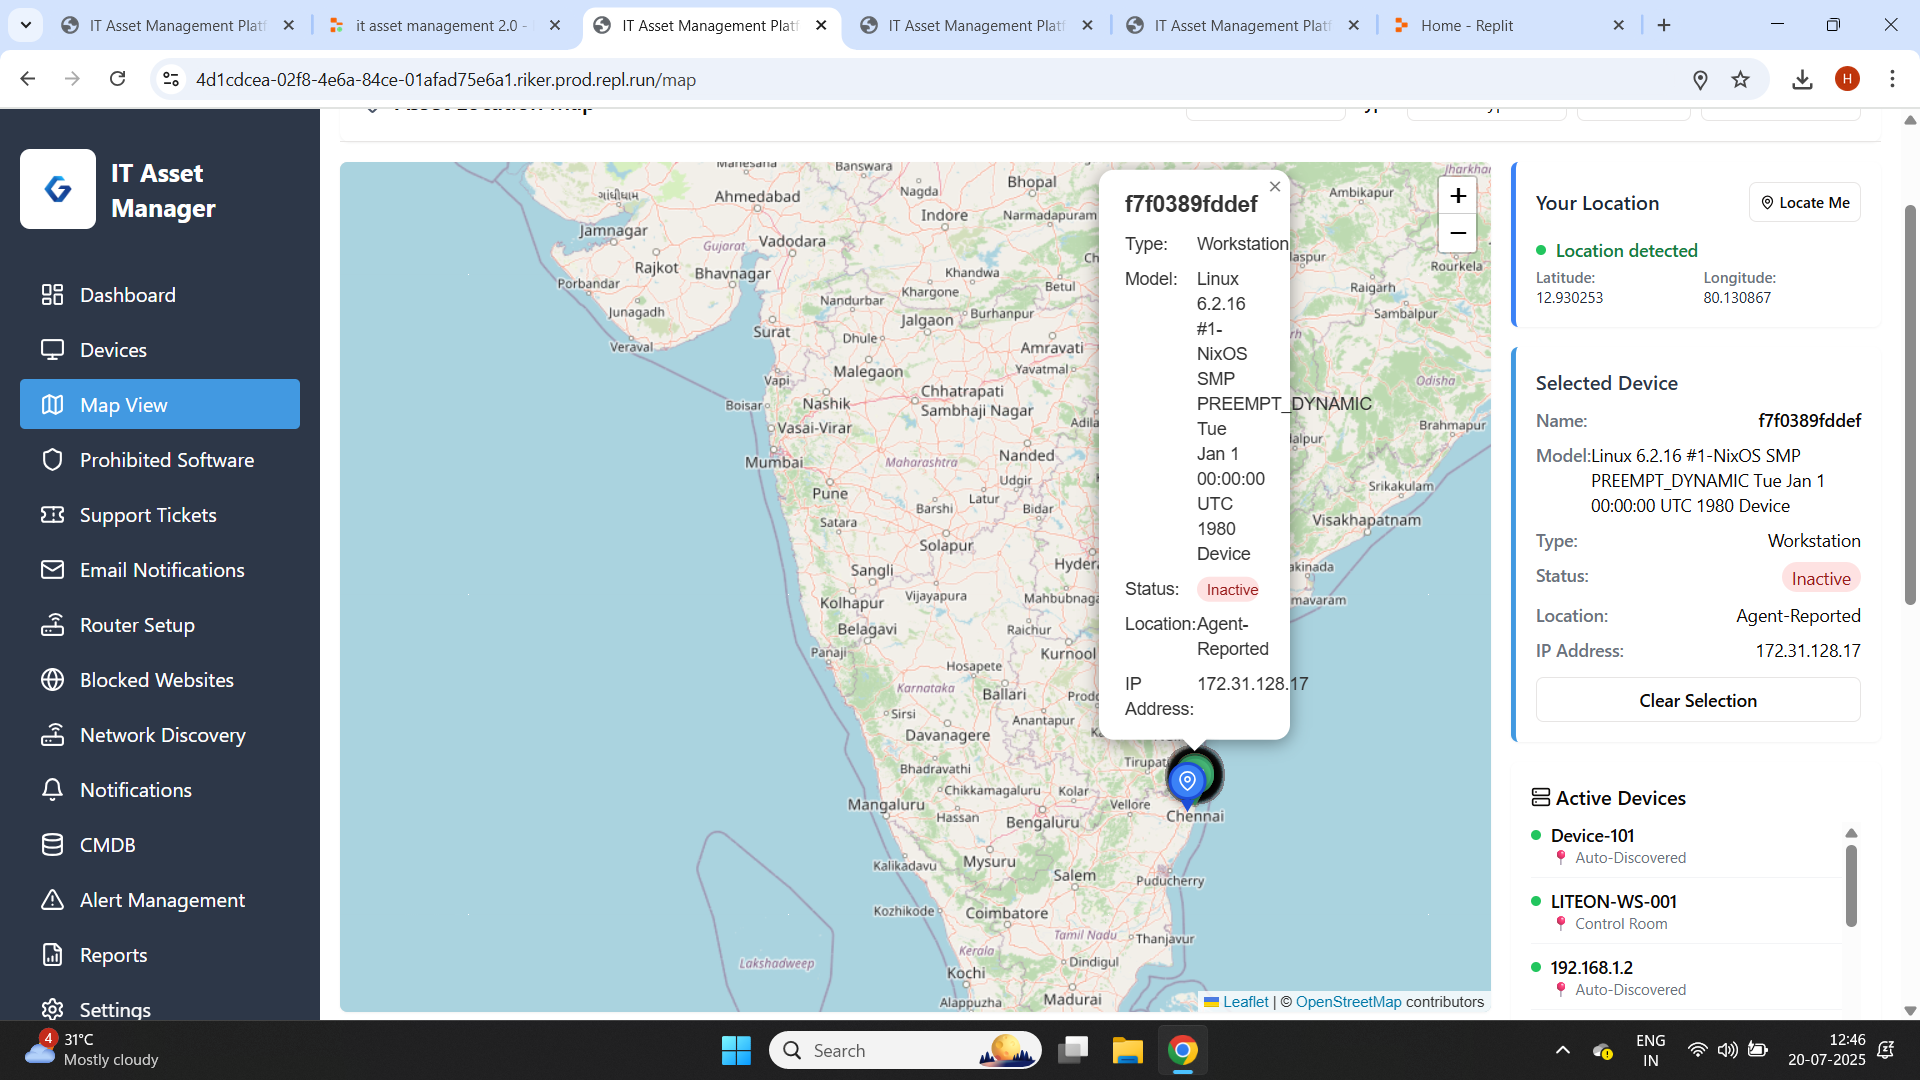 IT Asset Management Platf
it asset management 2.0 -
IT Asset Management Platf
IT Asset Management Platf
IT Asset Management Platf
Home - Replit
4d1cdcea-02f8-4e6a-84ce-01afad75e6a1.riker.prod.repl.run/map
H
IT Asset
Manager
Dashboard
Devices
Map View
Prohibited Software
Support Tickets
Email Notifications
Router Setup
Blocked Websites
Network Discovery
Notifications
CMDB
Alert Management
Reports
Settings
Asset Location Map
Banswara
Bhopal
Ambikapur
Ahmedabad
Nagda
Narmadapuram
Indore
Jamnagar
Gujarat
Vadodara
Rajkot
Bhavnagar
Khandwa
Rourkela
Porbandar
Nandurbar
Khargone
Betul
Raigarh
Junagadh
Burhanpur
Sambalpur
Jalgaon
Surat
Dhule
Amravati
Veraval
Malegaon
Yavatmal
Vapi
Chhatrapati
Sambhaji Nagar
Odisha
Boisar
Nashik
Vasai-Virar
Brahmapur
Mumbai
Maharashtra
Nanded
Udgir
Srikakulam
Pune
Latur
Barshi
Bidar
Satara
Visakhapatnam
Solapur
Sangli
Vijayapura
Kolhapur
Raichur
Belagavi
Panaji
Kurnool
Hosapete
Karnataka
Ballari
Sirsi
Anantapur
Davanagere
Bhadravathi
Chikkamagaluru
Kolar
Vellore
Mangaluru
Hassan
Bengaluru
Chennai
Kalikadavu
Mysuru
Salem
Puducherry
Kozhikode
Coimbatore
Tamil Nadu
Thanjavur
Kerala
Lakshadweep
Dindigul
Kochi
Alappuzha
Madurai
f7f0389fddef
×
Type: Workstation
Model: Linux
6.2.16
#1-
NixOS
SMP
PREEMPT_DYNAMIC
Tue
Jan 1
00:00:00
UTC
1980
Device
Status: Inactive
Location: Agent-
Reported
IP 172.31.128.17
Address:
+
−
Leaflet | © OpenStreetMap contributors
Your Location
Locate Me
Location detected
Latitude: Longitude:
12.930253 80.130867
Selected Device
Name: f7f0389fddef
Model:Linux 6.2.16 #1-NixOS SMP
PREEMPT_DYNAMIC Tue Jan 1
00:00:00 UTC 1980 Device
Type: Workstation
Status: Inactive
Location: Agent-Reported
IP Address: 172.31.128.17
Clear Selection
Active Devices
Device-101
Auto-Discovered
LITEON-WS-001
Control Room
192.168.1.2
Auto-Discovered
4
31°C
Mostly cloudy
Search
ENG
IN
12:46
20-07-2025